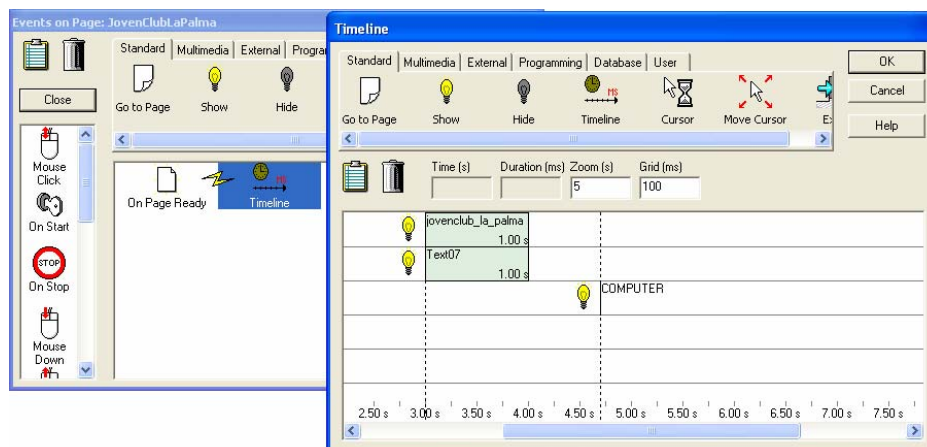 Events on Page: JovenClubLaPalma
Standard Multimedia External Progra
Close
Go to Page Show Hide
Mouse
Click
On Start
STOP
On Stop
Mouse
Down
On Page Ready Timeline
MS
Timeline
Standard Multimedia External Programming Database User
OK
Cancel
Help
MS
Go to Page Show Hide Timeline Cursor Move Cursor E
Time (s) Duration (ms) Zoom (s) Grid (ms)
5 100
jovenclub_la_palma
1.00 s
Text07
1.00 s
COMPUTER
2.50 s 3.00 s 3.50 s 4.00 s 4.50 s 5.00 s 5.50 s 6.00 s 6.50 s 7.00 s 7.50 s